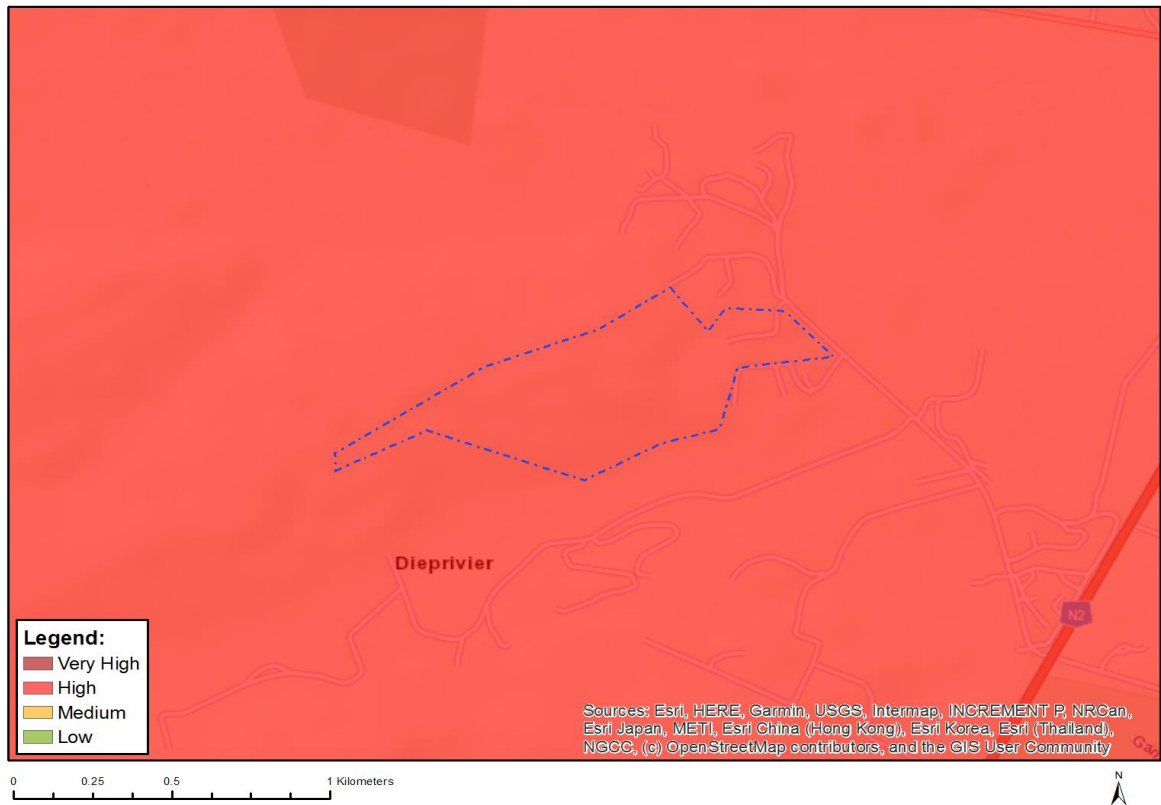 Dieprivier
N2
Legend:
Very High
High
Medium
Low
Sources: Esri, HERE, Garmin, USGS, Intermap, INCREMENT P, NRCan,
Esri Japan, METI, Esri China (Hong Kong), Esri Korea, Esri (Thailand),
NGCC, (c) OpenStreetMap contributors, and the GIS User Community
0 0.25 0.5 1 Kilometers
N